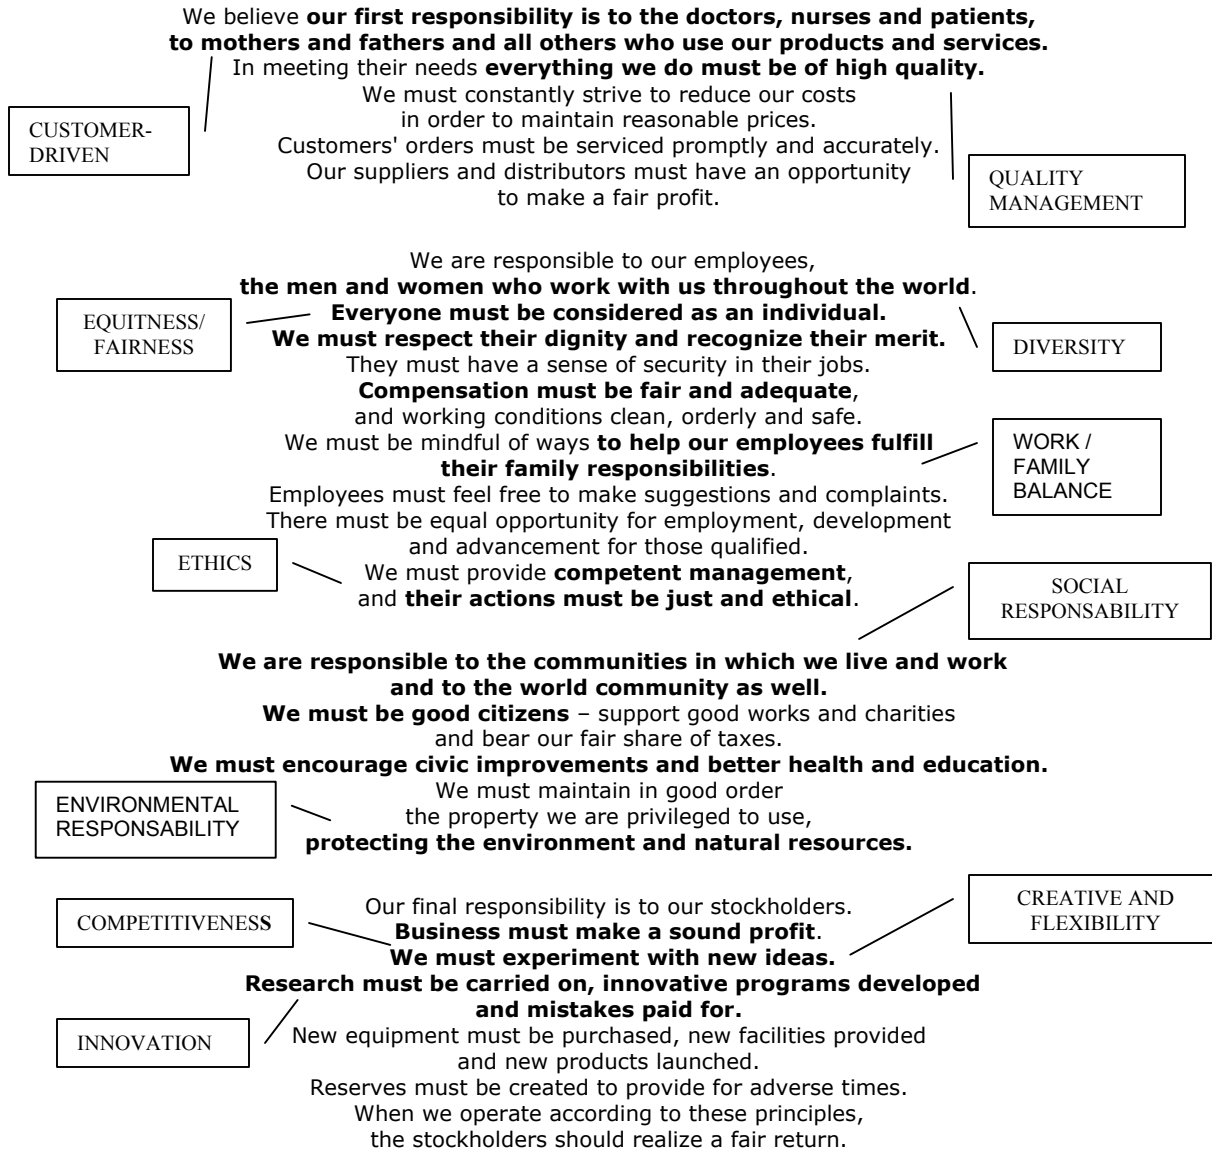 We believe our first responsibility is to the doctors, nurses and patients,
to mothers and fathers and all others who use our products and services.
In meeting their needs everything we do must be of high quality.
We must constantly strive to reduce our costs
in order to maintain reasonable prices.
Customers' orders must be serviced promptly and accurately.
Our suppliers and distributors must have an opportunity
to make a fair profit.
CUSTOMER-
DRIVEN
QUALITY
MANAGEMENT
We are responsible to our employees,
the men and women who work with us throughout the world.
Everyone must be considered as an individual.
We must respect their dignity and recognize their merit.
They must have a sense of security in their jobs.
Compensation must be fair and adequate,
and working conditions clean, orderly and safe.
We must be mindful of ways to help our employees fulfill
their family responsibilities.
Employees must feel free to make suggestions and complaints.
There must be equal opportunity for employment, development
and advancement for those qualified.
We must provide competent management,
and their actions must be just and ethical.
EQUITNESS/
FAIRNESS
DIVERSITY
WORK /
FAMILY
BALANCE
ETHICS
SOCIAL
RESPONSABILITY
We are responsible to the communities in which we live and work
and to the world community as well.
We must be good citizens – support good works and charities
and bear our fair share of taxes.
We must encourage civic improvements and better health and education.
We must maintain in good order
the property we are privileged to use,
protecting the environment and natural resources.
ENVIRONMENTAL
RESPONSABILITY
Our final responsibility is to our stockholders.
Business must make a sound profit.
We must experiment with new ideas.
Research must be carried on, innovative programs developed
and mistakes paid for.
New equipment must be purchased, new facilities provided
and new products launched.
Reserves must be created to provide for adverse times.
When we operate according to these principles,
the stockholders should realize a fair return.
COMPETITIVENESS
CREATIVE AND
FLEXIBILITY
INNOVATION